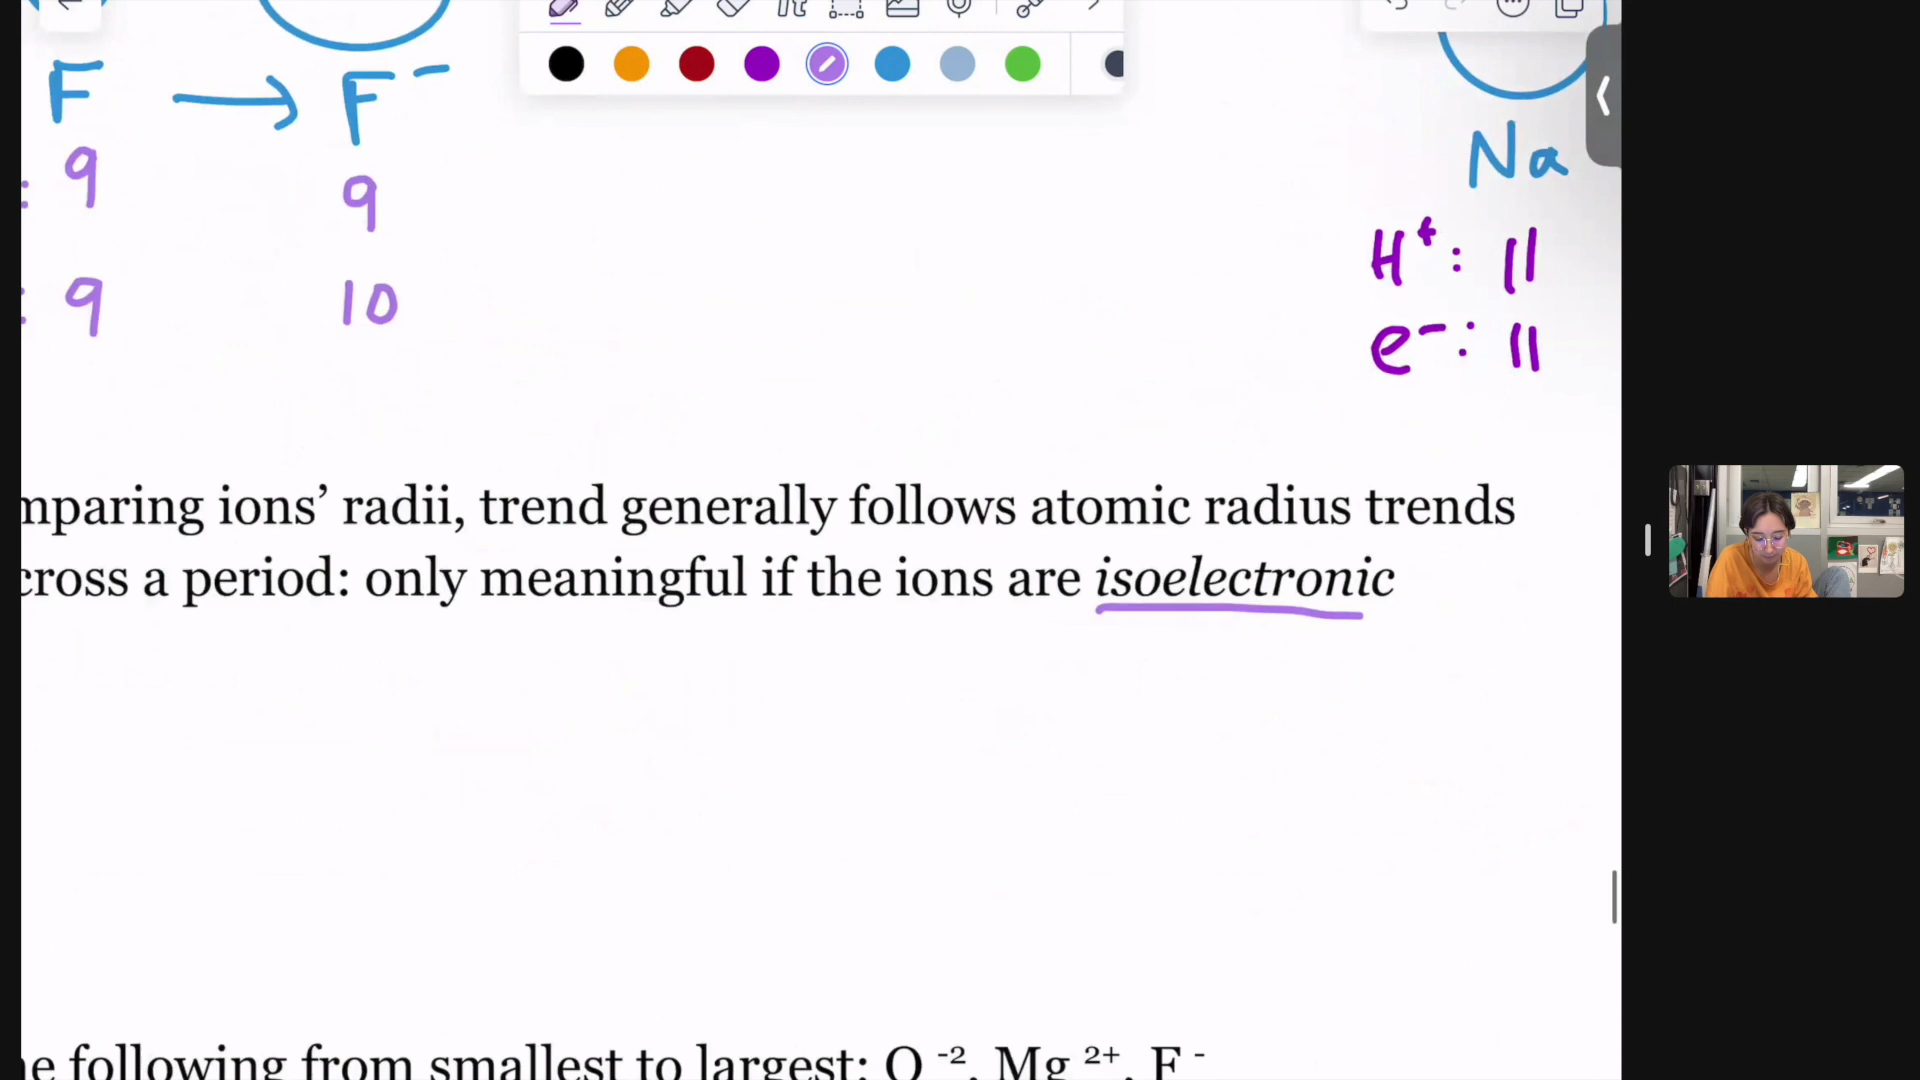 F → F⁻
: 9 9
: 9 10
Na
H⁺: 11
e⁻: 11
mparing ions’ radii, trend generally follows atomic radius trends
cross a period: only meaningful if the ions are isoelectronic
e following from smallest to largest: O ⁻², Mg ²⁺, F ⁻